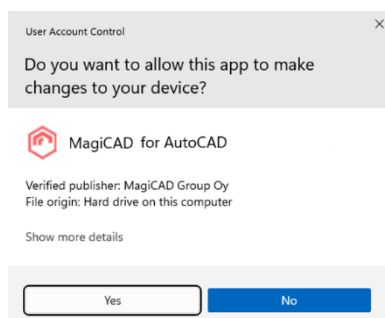 User Account Control
Do you want to allow this app to make
changes to your device?
MagiCAD for AutoCAD
Verified publisher: MagiCAD Group Oy
File origin: Hard drive on this computer
Show more details
Yes No